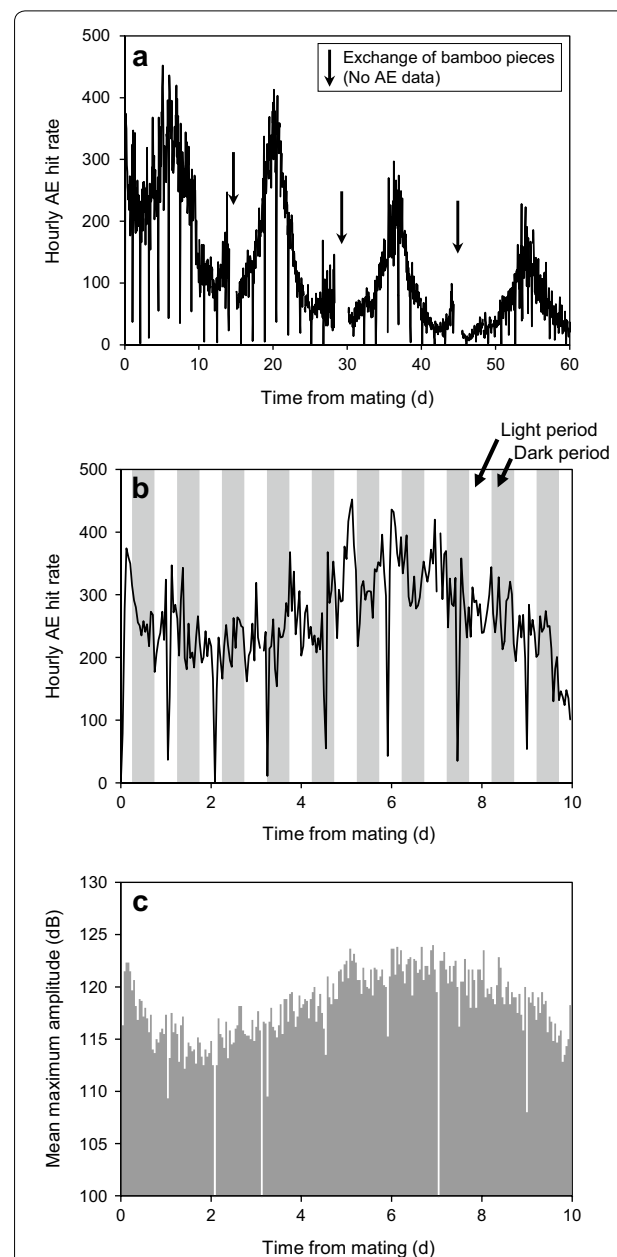 a
Exchange of bamboo pieces
(No AE data)
500
400
300
200
100
0
Hourly AE hit rate
0 10 20 30 40 50 60
Time from mating (d)
Light period
Dark period
b
500
400
300
200
100
0
Hourly AE hit rate
0 2 4 6 8 10
Time from mating (d)
c
130
125
120
115
114
105
100
Mean maximum amplitude (dB)
0 2 4 6 8 10
Time from mating (d)